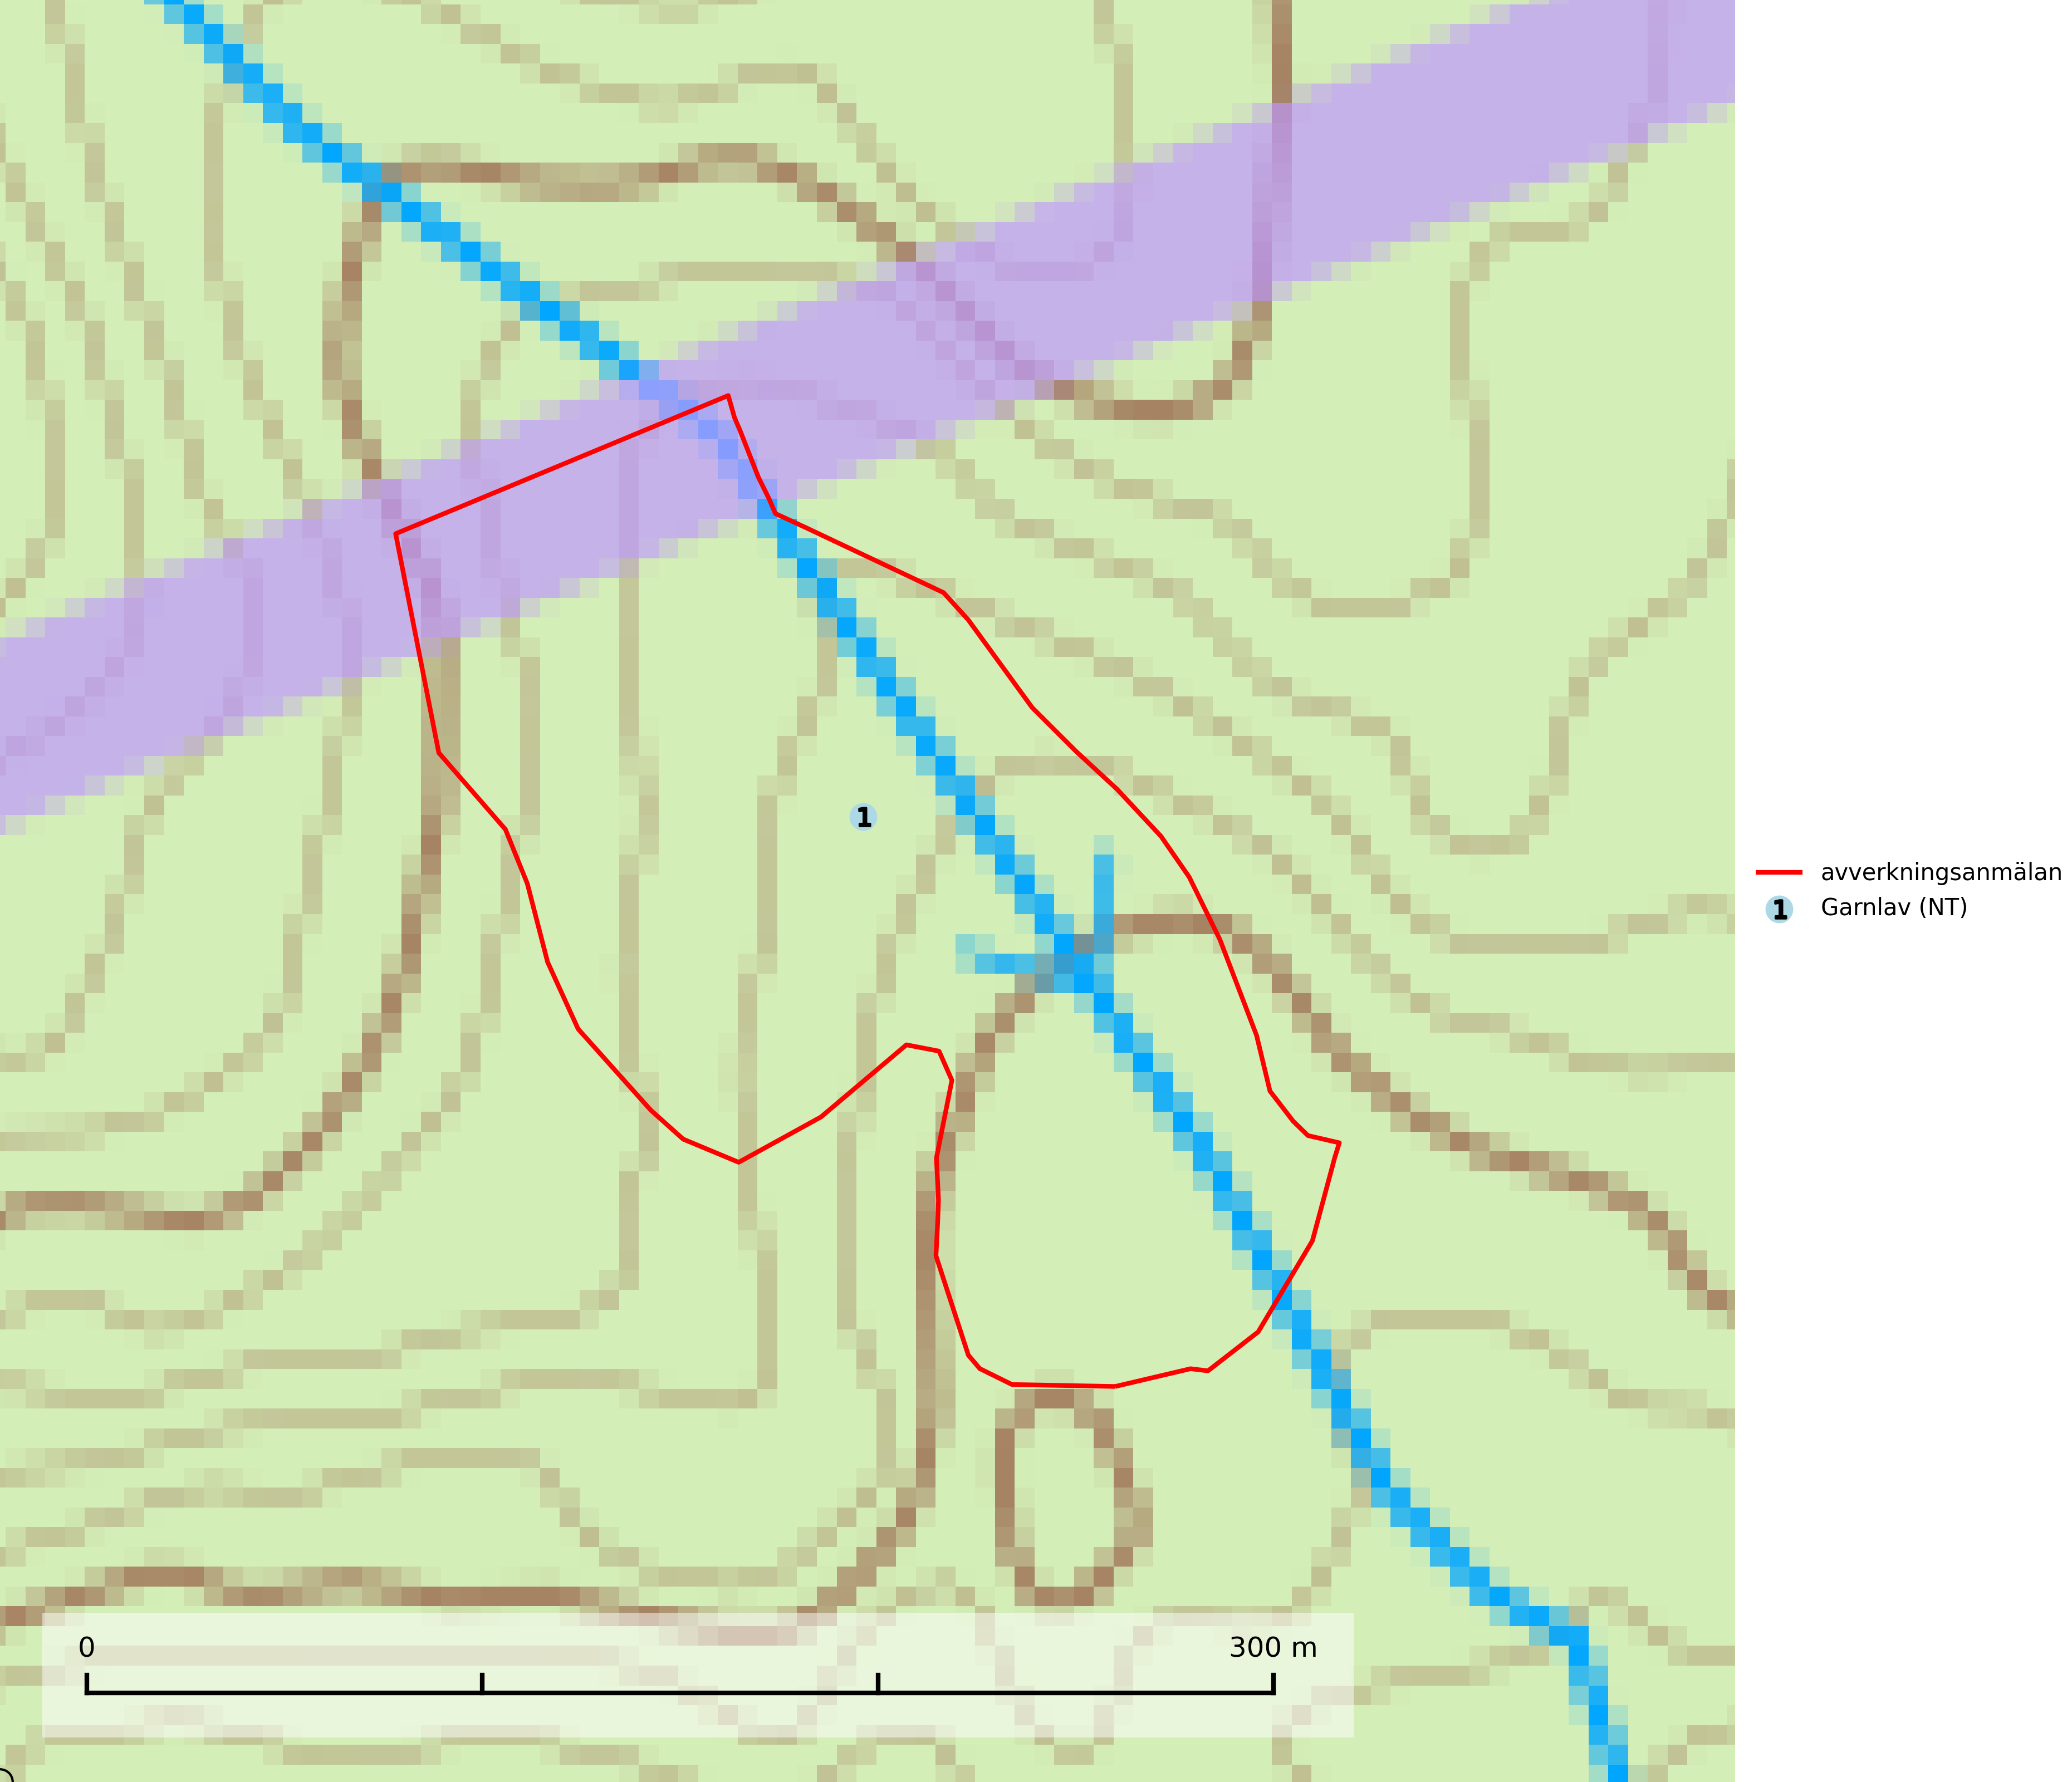 1
avverkningsanmälan
1 Garnlav (NT)
0 300 m